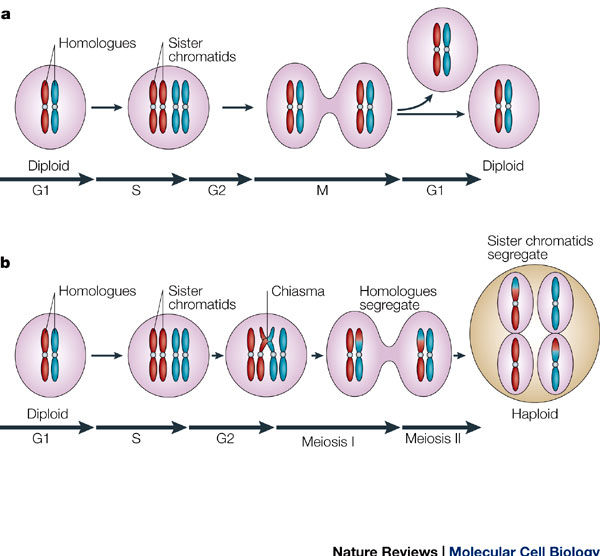 a
Homologues
Sister
chromatids
Diploid
Diploid
G1
S
G2
M
G1
b
Homologues
Sister
chromatids
Chiasma
Homologues
segregate
Sister chromatids
segregate
Diploid
Haploid
G1
S
G2
Meiosis I
Meiosis II
Nature Reviews | Molecular Cell Biology